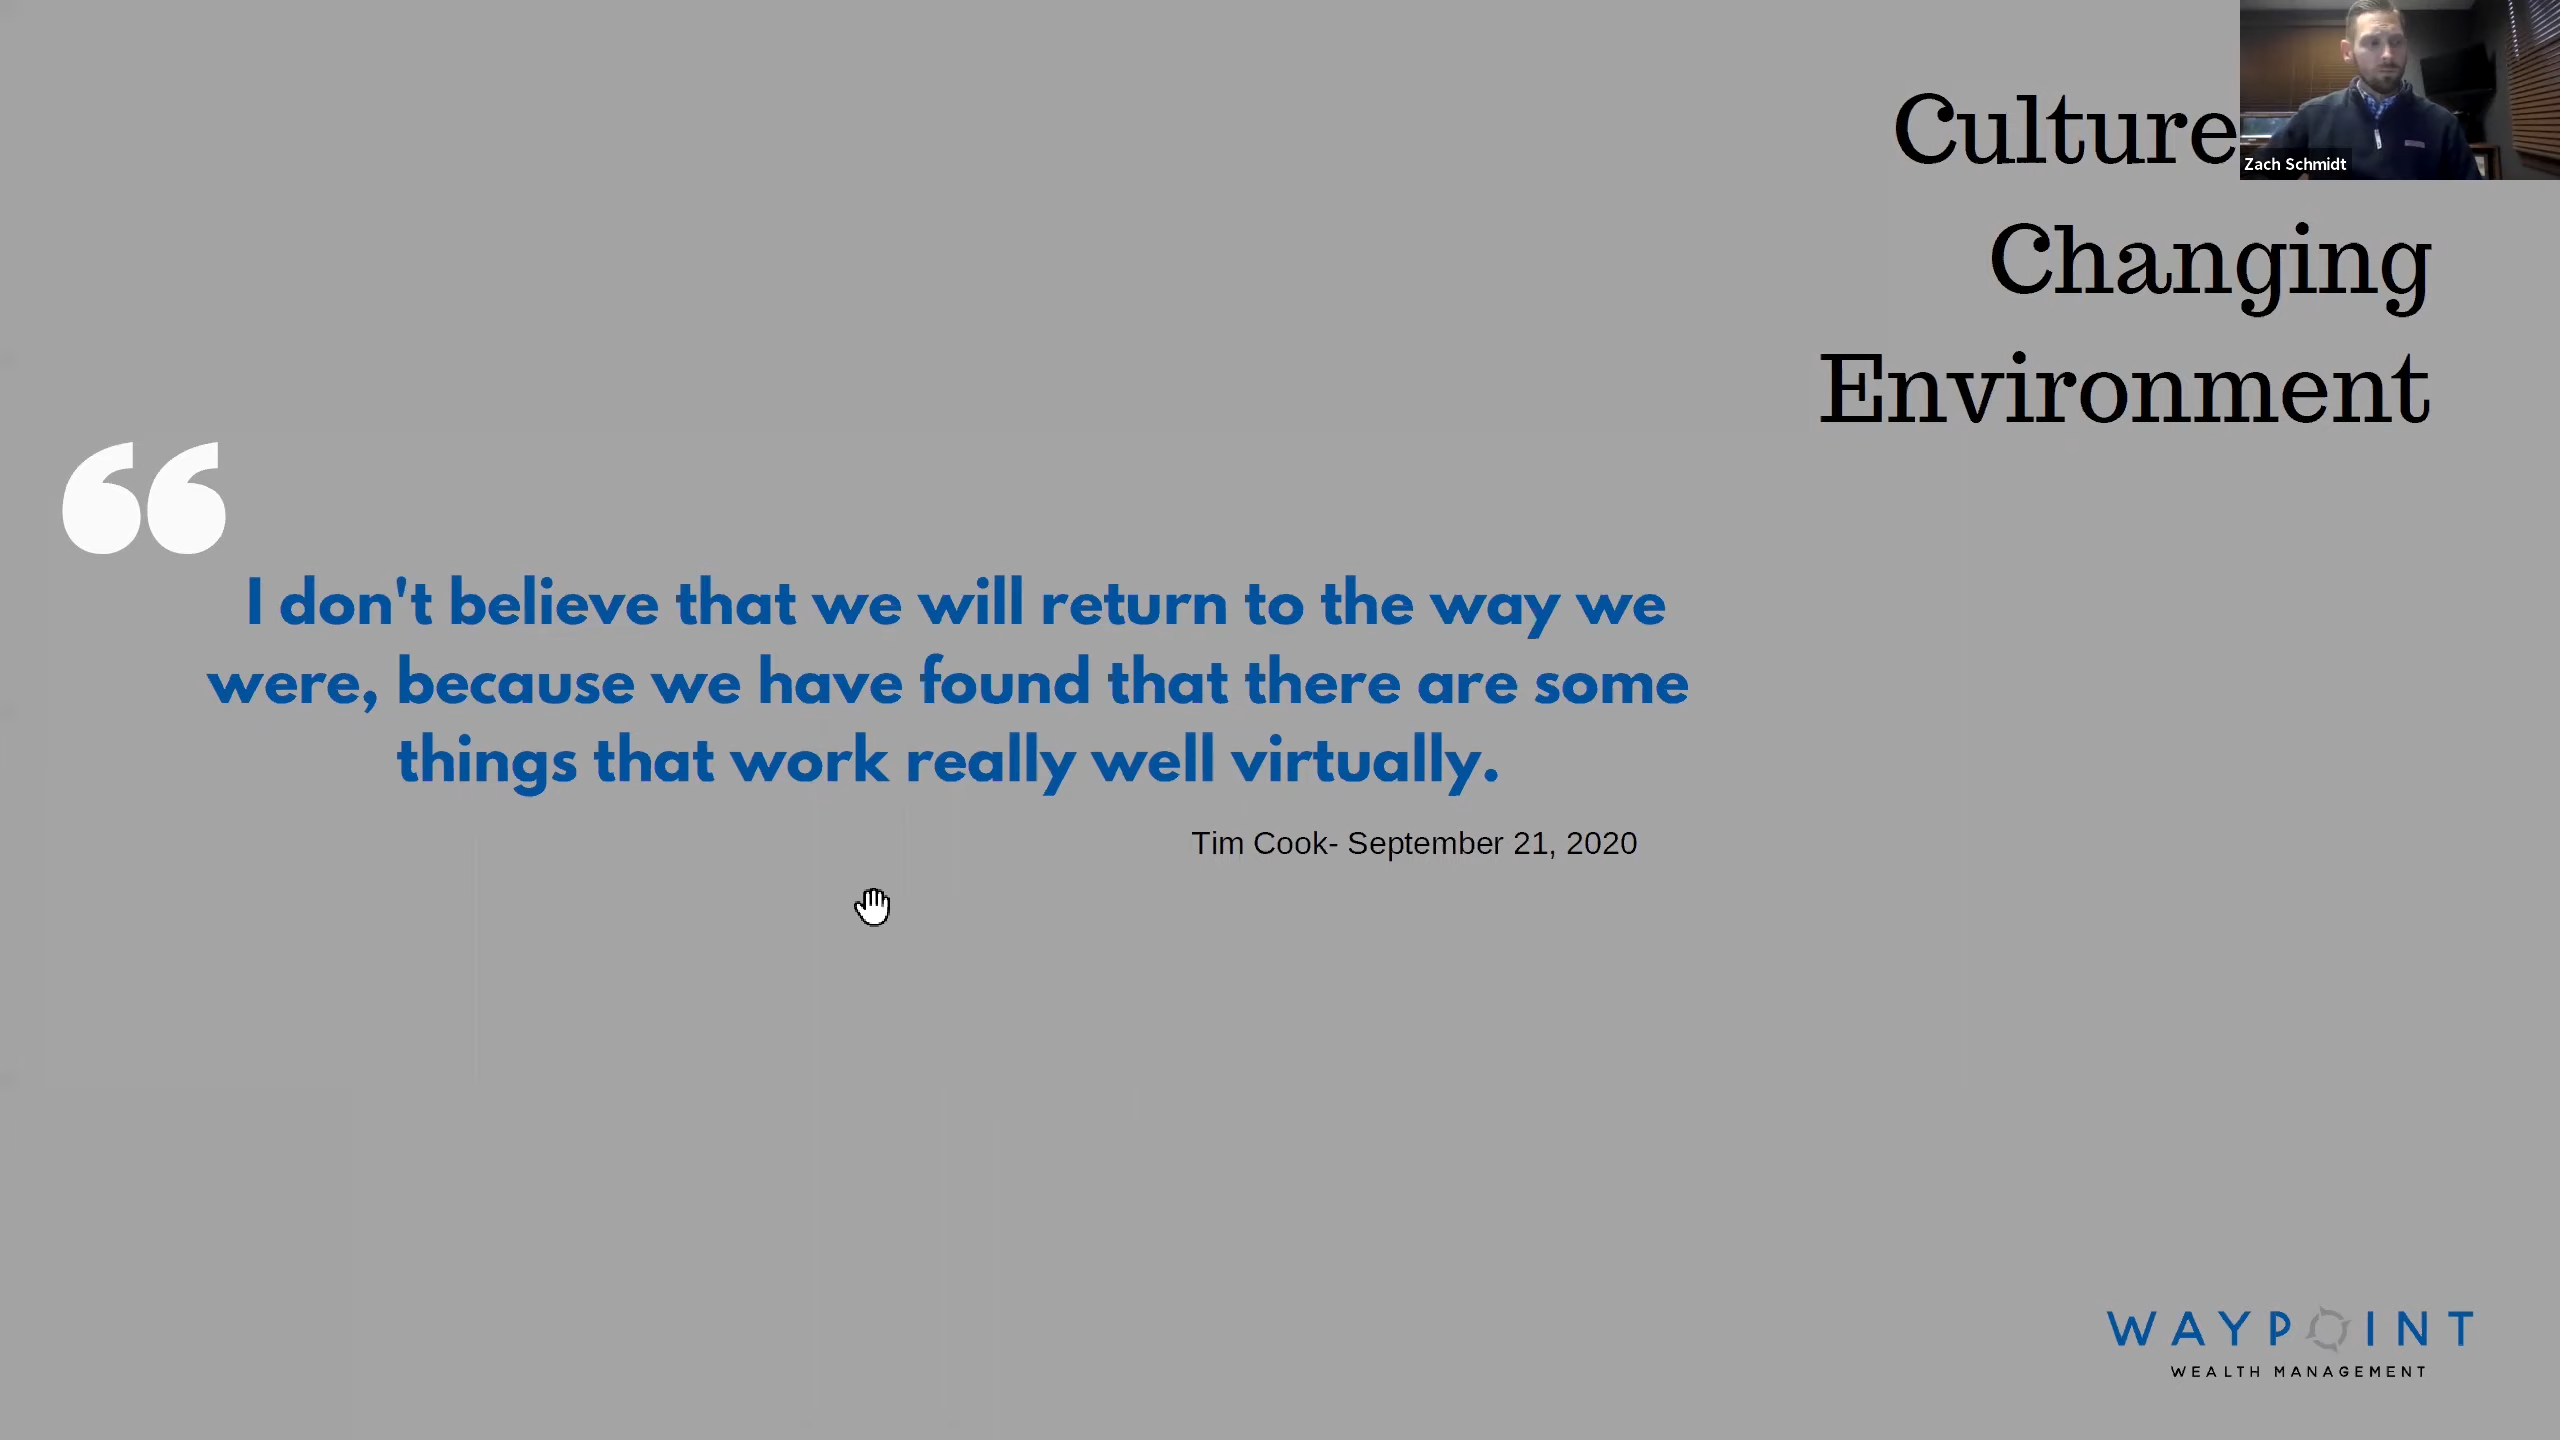 Culture
Changing
Environment
Zach Schmidt
“
I don't believe that we will return to the way we
were, because we have found that there are some
things that work really well virtually.
Tim Cook- September 21, 2020
WAYPOINT
WEALTH MANAGEMENT